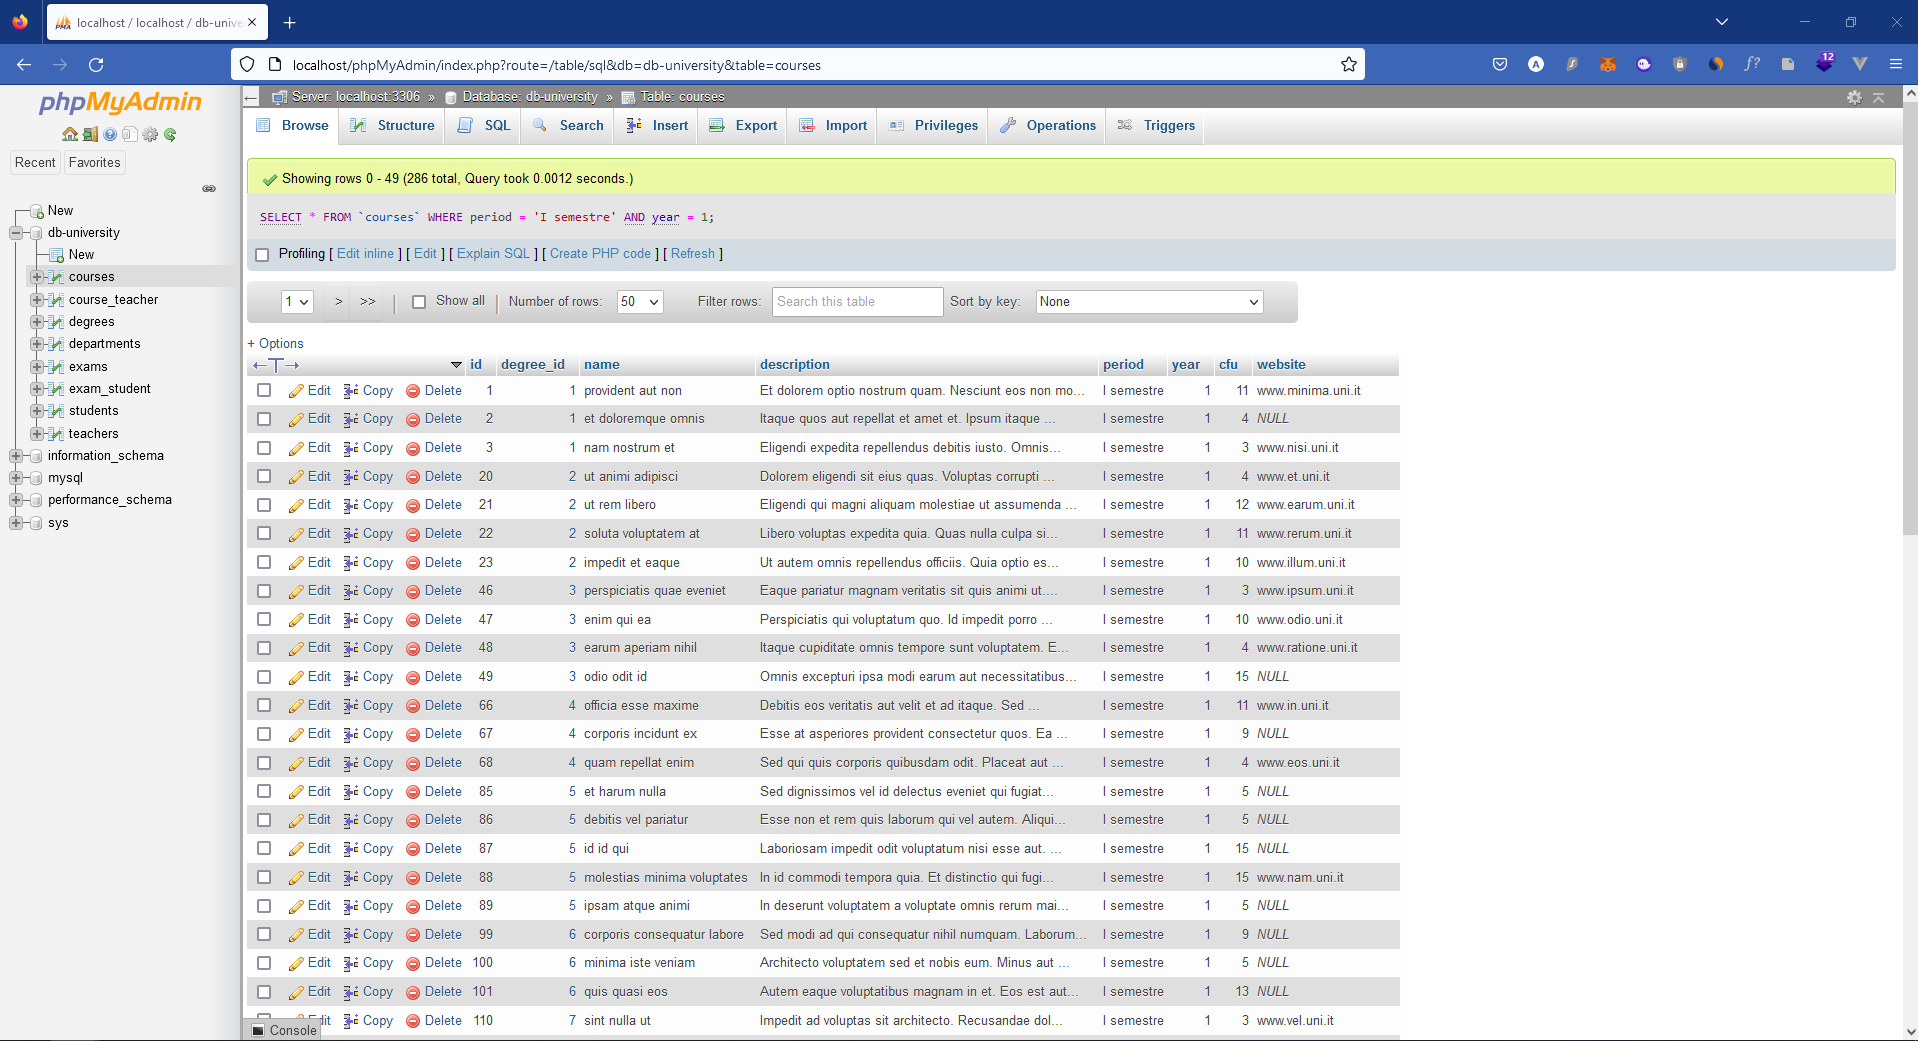 localhost / localhost / db-unive
12
localhost/phpMyAdmin/index.php?route=/table/sql&db=db-university&table=courses
phpMyAdmin
Recent Favorites
New
db-university
New
courses
course_teacher
degrees
departments
exams
exam_student
students
teachers
information_schema
mysql
performance_schema
sys
Server: localhost:3306 » Database: db-university » Table: courses
Browse Structure SQL Search Insert Export Import Privileges Operations Triggers
Showing rows 0 - 49 (286 total, Query took 0.0012 seconds.)
SELECT * FROM `courses` WHERE period = 'I semestre' AND year = 1;
Profiling [ Edit inline ] [ Edit ] [ Explain SQL ] [ Create PHP code ] [ Refresh ]
1 > >> | Show all | Number of rows: 50 Filter rows: Search this table Sort by key: None
+ Options
id degree_id name description period year cfu website
Edit Copy Delete 1 1 provident aut non Et dolorem optio nostrum quam. Nesciunt eos non mo... I semestre 1 11 www.minima.uni.it
Edit Copy Delete 2 1 et doloremque omnis Itaque quos aut repellat et amet et. Ipsum itaque ... I semestre 1 4 NULL
Edit Copy Delete 3 1 nam nostrum et Eligendi expedita repellendus debitis iusto. Omnis... I semestre 1 3 www.nisi.uni.it
Edit Copy Delete 20 2 ut animi adipisci Dolorem eligendi sit eius quas. Voluptas corrupti ... I semestre 1 4 www.et.uni.it
Edit Copy Delete 21 2 ut rem libero Eligendi qui magni aliquam molestiae ut assumenda ... I semestre 1 12 www.earum.uni.it
Edit Copy Delete 22 2 soluta voluptatem at Libero voluptas expedita quia. Quas nulla culpa si... I semestre 1 11 www.rerum.uni.it
Edit Copy Delete 23 2 impedit et eaque Ut autem omnis repellendus officiis. Quia optio es... I semestre 1 10 www.illum.uni.it
Edit Copy Delete 46 3 perspiciatis quae eveniet Eaque pariatur magnam veritatis sit quis animi ut.... I semestre 1 3 www.ipsum.uni.it
Edit Copy Delete 47 3 enim qui ea Perspiciatis qui voluptatum quo. Id impedit porro ... I semestre 1 10 www.odio.uni.it
Edit Copy Delete 48 3 earum aperiam nihil Itaque cupiditate omnis tempore sunt voluptatem. E... I semestre 1 4 www.ratione.uni.it
Edit Copy Delete 49 3 odio odit id Omnis excepturi ipsa modi earum aut necessitatibus... I semestre 1 15 NULL
Edit Copy Delete 66 4 officia esse maxime Debitis eos veritatis aut velit et ad itaque. Sed ... I semestre 1 11 www.in.uni.it
Edit Copy Delete 67 4 corporis incidunt ex Esse at asperiores provident consectetur quos. Ea ... I semestre 1 9 NULL
Edit Copy Delete 68 4 quam repellat enim Sed qui quis corporis quibusdam odit. Placeat aut ... I semestre 1 4 www.eos.uni.it
Edit Copy Delete 85 5 et harum nulla Sed dignissimos vel id delectus eveniet qui fugiat... I semestre 1 5 NULL
Edit Copy Delete 86 5 debitis vel pariatur Esse non et rem quis laborum qui vel autem. Aliqui... I semestre 1 5 NULL
Edit Copy Delete 87 5 id id qui Laboriosam impedit odit voluptatum nisi esse aut. ... I semestre 1 15 NULL
Edit Copy Delete 88 5 molestias minima voluptates In id commodi tempora quia. Et distinctio qui fugi... I semestre 1 15 www.nam.uni.it
Edit Copy Delete 89 5 ipsam atque animi In deserunt voluptatem a voluptate omnis rerum mai... I semestre 1 5 NULL
Edit Copy Delete 99 6 corporis consequatur labore Sed modi ad qui consequatur nihil numquam. Laborum... I semestre 1 9 NULL
Edit Copy Delete 100 6 minima iste veniam Architecto voluptatem sed et nobis eum. Minus aut ... I semestre 1 5 NULL
Edit Copy Delete 101 6 quis quasi eos Autem eaque voluptatibus magnam in et. Eos est aut... I semestre 1 13 NULL
Edit Copy Delete 110 7 sint nulla ut Impedit ad voluptas sit architecto. Recusandae dol... I semestre 1 3 www.vel.uni.it
Console